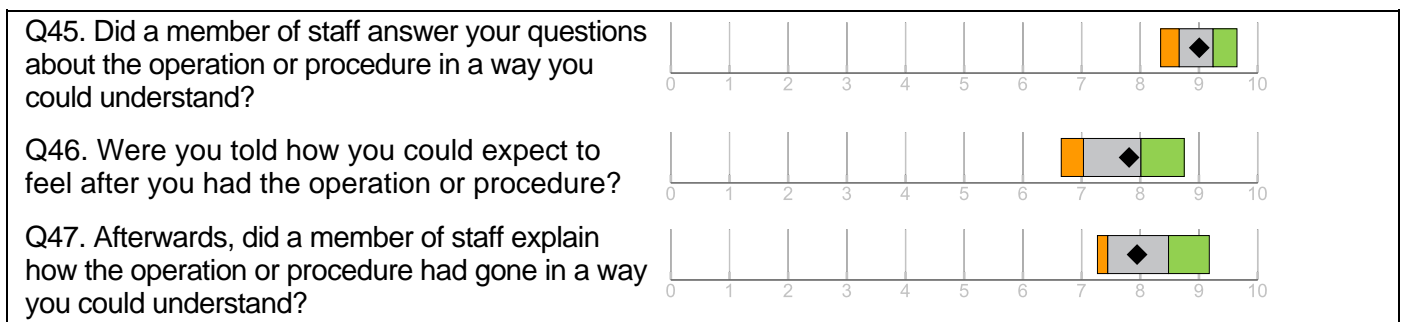 Q45. Did a member of staff answer your questions
about the operation or procedure in a way you
could understand?
0 1 2 3 4 5 6 7 8 9 10
Q46. Were you told how you could expect to
feel after you had the operation or procedure?
0 1 2 3 4 5 6 7 8 9 10
Q47. Afterwards, did a member of staff explain
how the operation or procedure had gone in a way
you could understand?
0 1 2 3 4 5 6 7 8 9 10